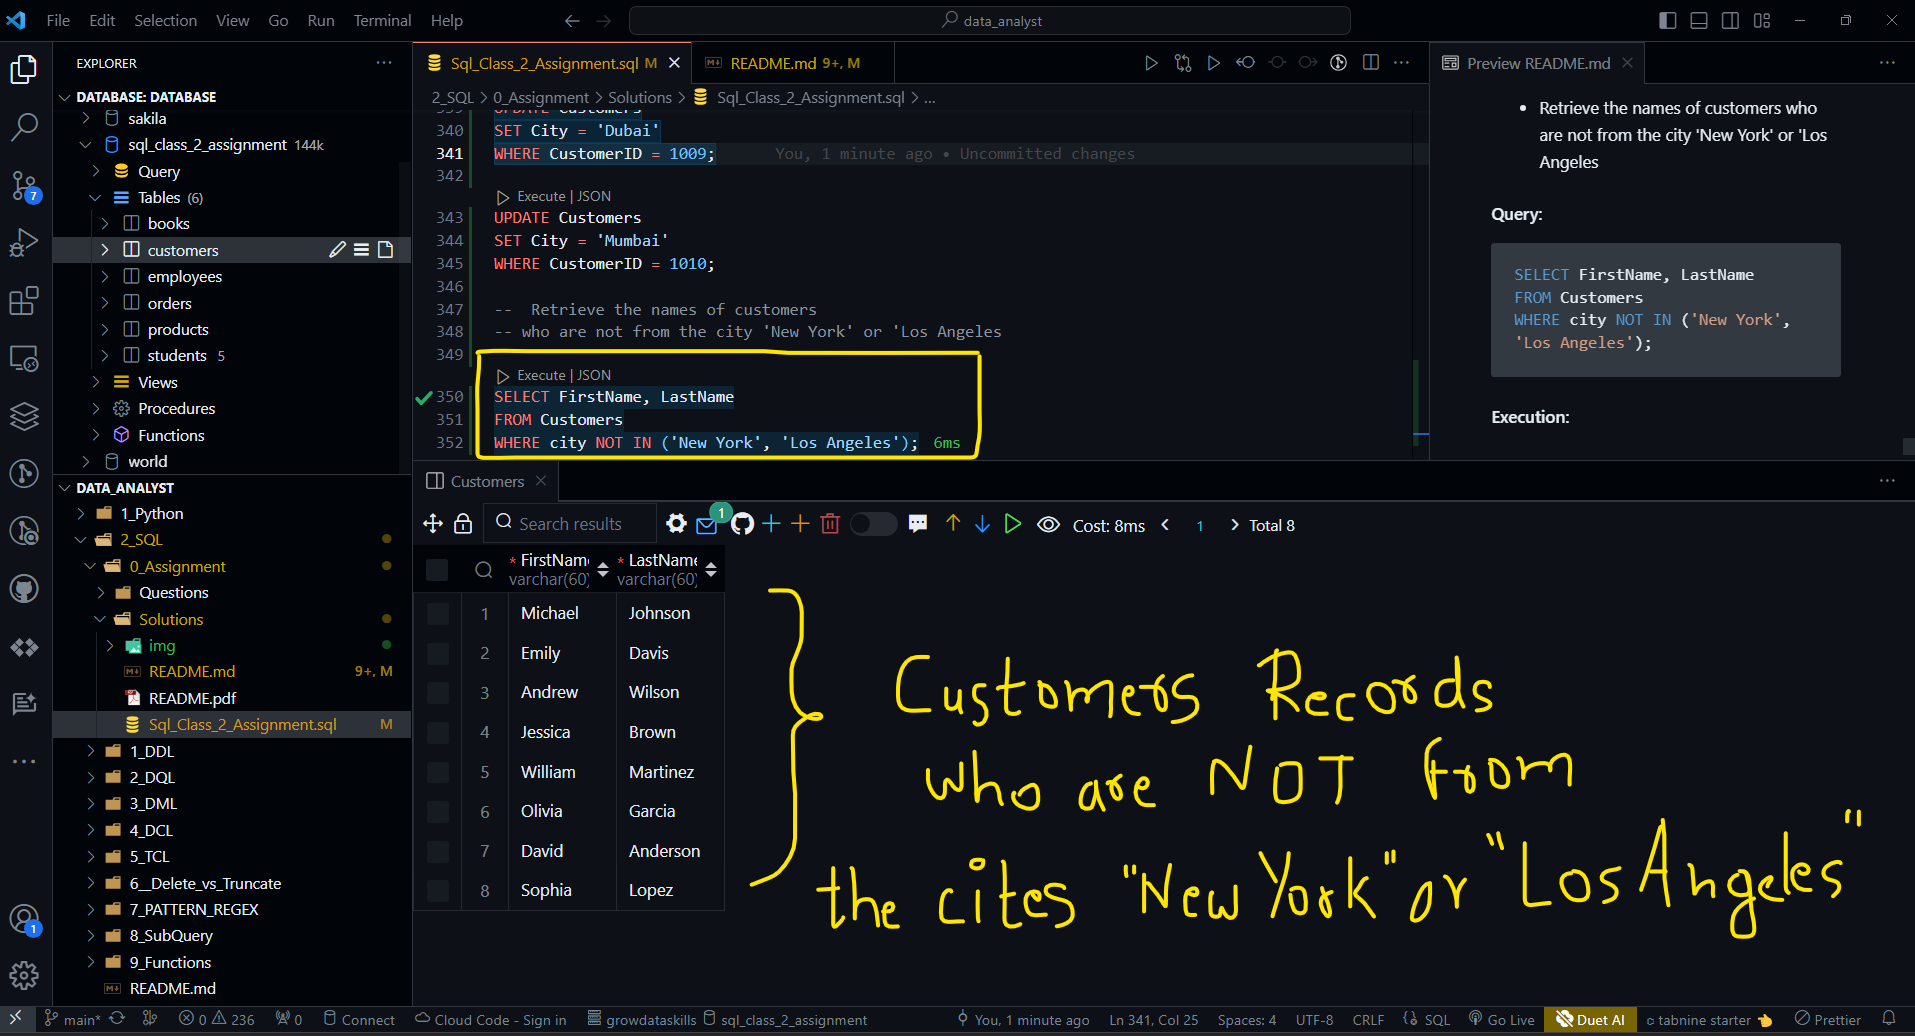 File Edit Selection View Go Run Terminal Help
data_analyst
EXPLORER
DATABASE: DATABASE
sakila
sql_class_2_assignment 144k
Query
Tables (6)
books
customers
employees
orders
products
students 5
Views
Procedures
Functions
world
DATA_ANALYST
1_Python
2_SQL
0_Assignment
Questions
Solutions
img
README.md 9+, M
README.pdf
Sql_Class_2_Assignment.sql M
1_DDL
2_DQL
3_DML
4_DCL
5_TCL
6__Delete_vs_Truncate
7_PATTERN_REGEX
8_SubQuery
9_Functions
README.md
7
1
Sql_Class_2_Assignment.sql M
README.md 9+, M
2_SQL > 0_Assignment > Solutions > Sql_Class_2_Assignment.sql > ...
339 UPDATE Customers
340 SET City = 'Dubai'
341 WHERE CustomerID = 1009; You, 1 minute ago • Uncommitted changes
342
Execute | JSON
343 UPDATE Customers
344 SET City = 'Mumbai'
345 WHERE CustomerID = 1010;
346
347 -- Retrieve the names of customers
348 -- who are not from the city 'New York' or 'Los Angeles
349
Execute | JSON
350 SELECT FirstName, LastName
351 FROM Customers
352 WHERE city NOT IN ('New York', 'Los Angeles'); 6ms
Preview README.md
• Retrieve the names of customers who
are not from the city 'New York' or 'Los
Angeles
Query:
SELECT FirstName, LastName
FROM Customers
WHERE city NOT IN ('New York',
'Los Angeles');
Execution:
Customers
Search results 1 Cost: 8ms < 1 > Total 8
* FirstName * LastName
varchar(60) varchar(60)
1 Michael Johnson
2 Emily Davis
3 Andrew Wilson
4 Jessica Brown
5 William Martinez
6 Olivia Garcia
7 David Anderson
8 Sophia Lopez
Customers Records
who are NOT from
the cites "New York" or "Los Angeles"
main* 0 236 0 Connect Cloud Code - Sign in growdataskills sql_class_2_assignment You, 1 minute ago Ln 341, Col 25 Spaces: 4 UTF-8 CRLF SQL Go Live Duet AI tabnine starter Prettier